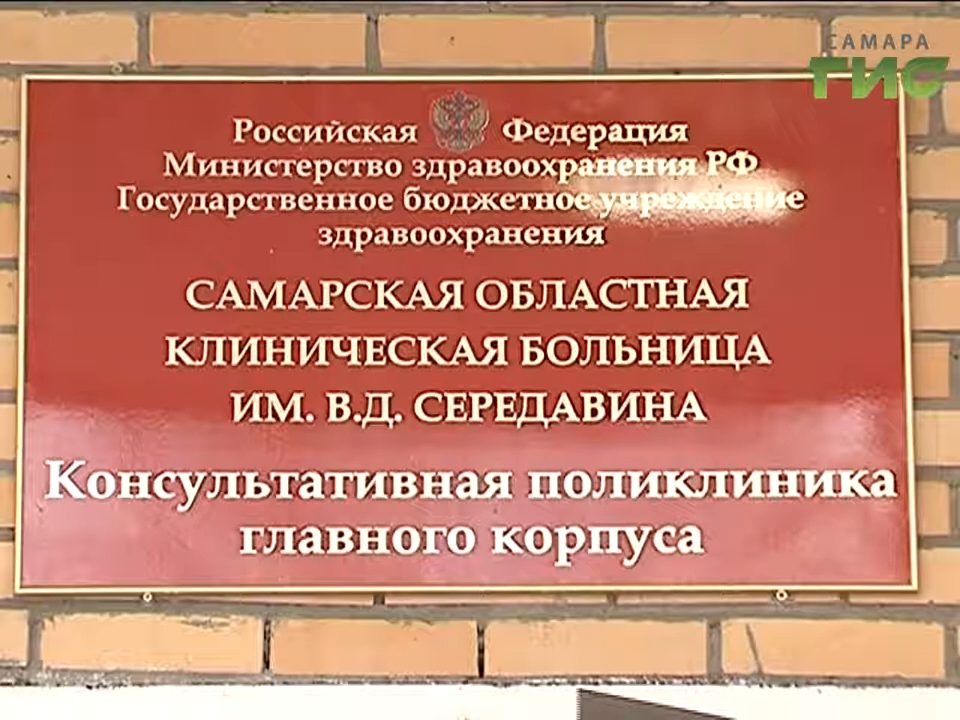 САМАРА
ГИС
Российская Федерация
Министерство здравоохранения РФ
Государственное бюджетное учреждение
здравоохранения
САМАРСКАЯ ОБЛАСТНАЯ
КЛИНИЧЕСКАЯ БОЛЬНИЦА
ИМ. В.Д. СЕРЕДАВИНА
Консультативная поликлиника
главного корпуса